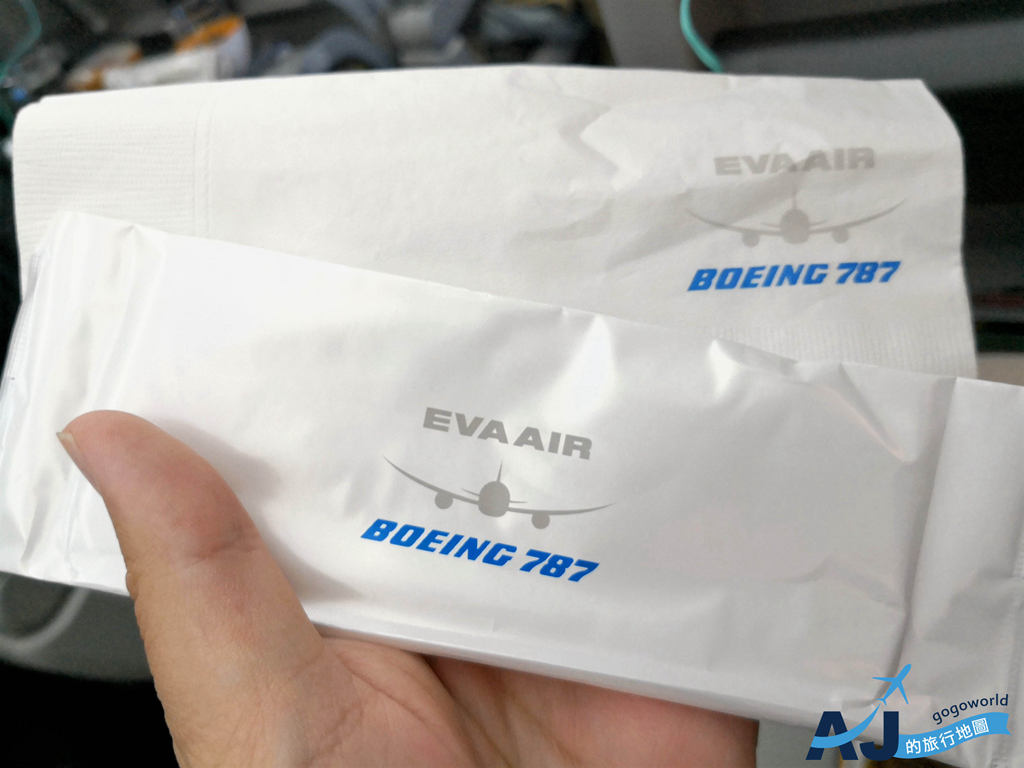 EVA AIR
BOEING 787
EVA AIR
BOEING 787
AJ
gogoworld
的旅行地圖